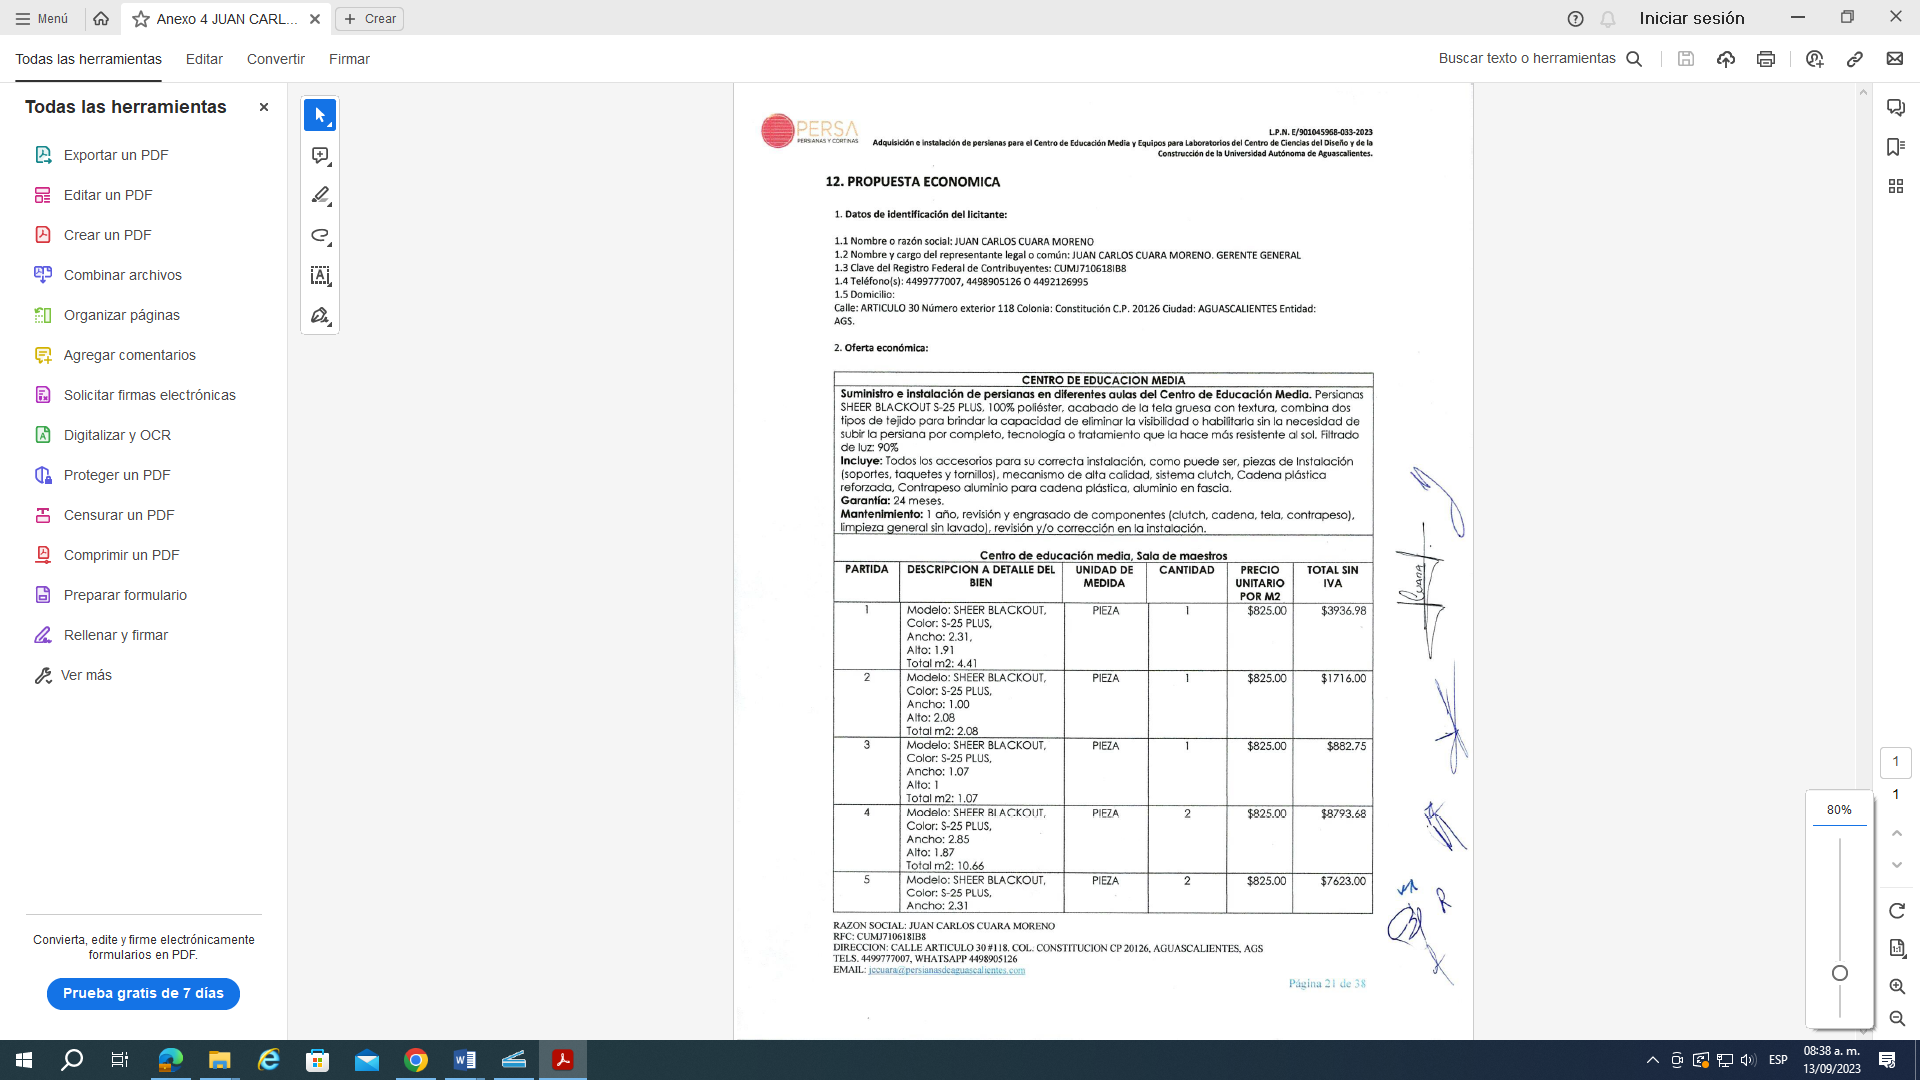 Menú
Anexo 4 JUAN CARL...
Crear
Iniciar sesión
Todas las herramientas
Editar
Convertir
Firmar
Buscar texto o herramientas
Todas las herramientas
Exportar un PDF
Editar un PDF
Crear un PDF
Combinar archivos
Organizar páginas
Agregar comentarios
Solicitar firmas electrónicas
Digitalizar y OCR
Proteger un PDF
Censurar un PDF
Comprimir un PDF
Preparar formulario
Rellenar y firmar
Ver más
Convierta, edite y firme electrónicamente
formularios en PDF.
Prueba gratis de 7 días
PERSA
PERSIANAS Y CORTINAS
L.P.N. E/901045968-033-2023
Adquisición e instalación de persianas para el Centro de Educación Media y Equipos para Laboratorios del Centro de Ciencias del Diseño y de la
Construcción de la Universidad Autónoma de Aguascalientes.
12. PROPUESTA ECONOMICA
1. Datos de identificación del licitante:
1.1 Nombre o razón social: JUAN CARLOS CUARA MORENO
1.2 Nombre y cargo del representante legal o común: JUAN CARLOS CUARA MORENO. GERENTE GENERAL
1.3 Clave del Registro Federal de Contribuyentes: CUMJ710618IB8
1.4 Teléfono(s): 4499777007, 4498905126 O 4492126995
1.5 Domicilio:
Calle: ARTICULO 30 Número exterior 118 Colonia: Constitución C.P. 20126 Ciudad: AGUASCALIENTES Entidad:
AGS.
2. Oferta económica:
CENTRO DE EDUCACION MEDIA
Suministro e instalación de persianas en diferentes aulas del Centro de Educación Media. Persianas
SHEER BLACKOUT S-25 PLUS, 100% poliéster, acabado de la tela gruesa con textura, combina dos
tipos de tejido para brindar la capacidad de eliminar la visibilidad o habilitarla sin la necesidad de
subir la persiana por completo, tecnología o tratamiento que la hace más resistente al sol. Filtrado
de luz: 90%
Incluye: Todos los accesorios para su correcta instalación, como puede ser, piezas de Instalación
(soportes, taquetes y tornillos), mecanismo de alta calidad, sistema clutch, Cadena plástica
reforzada, Contrapeso aluminio para cadena plástica, aluminio en fascia.
Garantía: 24 meses.
Mantenimiento: 1 año, revisión y engrasado de componentes (clutch, cadena, tela, contrapeso),
limpieza general sin lavado), revisión y/o corrección en la instalación.
Centro de educación media, Sala de maestros
PARTIDA DESCRIPCION A DETALLE DEL BIEN UNIDAD DE MEDIDA CANTIDAD PRECIO UNITARIO POR M2 TOTAL SIN IVA
1 Modelo: SHEER BLACKOUT, PIEZA 1 $825.00 $3936.98
Color: S-25 PLUS,
Ancho: 2.31,
Alto: 1.91
Total m2: 4.41
2 Modelo: SHEER BLACKOUT, PIEZA 1 $825.00 $1716.00
Color: S-25 PLUS,
Ancho: 1.00
Alto: 2.08
Total m2: 2.08
3 Modelo: SHEER BLACKOUT, PIEZA 1 $825.00 $882.75
Color: S-25 PLUS,
Ancho: 1.07
Alto: 1
Total m2: 1.07
4 Modelo: SHEER BLACKOUT, PIEZA 2 $825.00 $8793.68
Color: S-25 PLUS,
Ancho: 2.85
Alto: 1.87
Total m2: 10.66
5 Modelo: SHEER BLACKOUT, PIEZA 2 $825.00 $7623.00
Color: S-25 PLUS,
Ancho: 2.31
RAZON SOCIAL: JUAN CARLOS CUARA MORENO
RFC: CUMJ710618IB8
DIRECCION: CALLE ARTICULO 30 #118. COL. CONSTITUCION CP 20126, AGUASCALIENTES, AGS
TELS. 4499777007, WHATSAPP 4498905126
EMAIL: jccuara@persianasdeaguascalientes.com
Página 21 de 38
1
1
80%
ESP
08:38 a. m.
13/09/2023